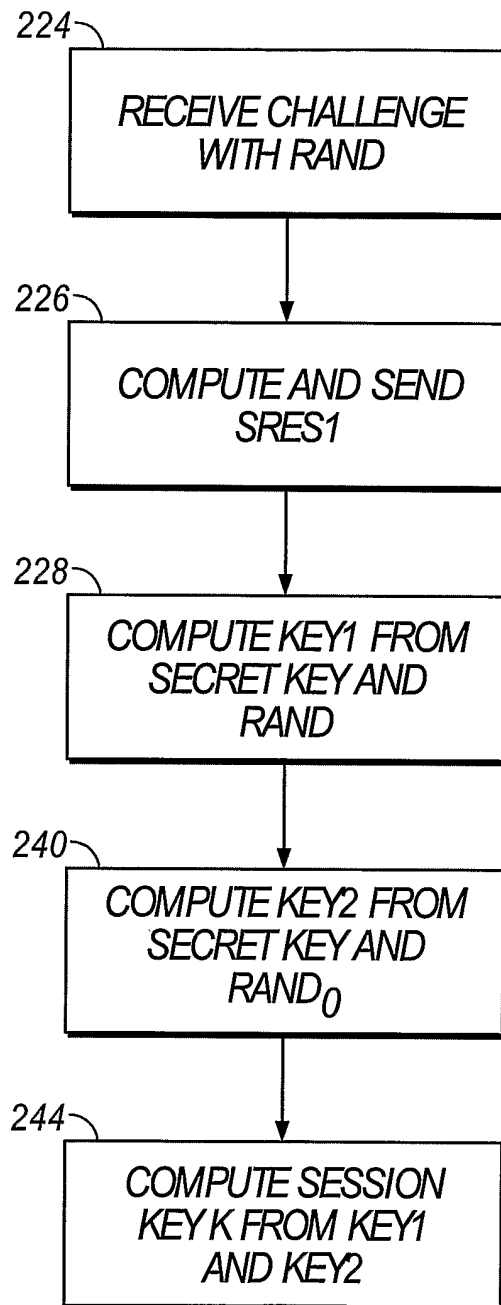 224
RECEIVE CHALLENGE
WITH RAND
226
COMPUTE AND SEND
SRES1
228
COMPUTE KEY1 FROM
SECRET KEY AND
RAND
240
COMPUTE KEY2 FROM
SECRET KEY AND
RAND₀
244
COMPUTE SESSION
KEY K FROM KEY1
AND KEY2